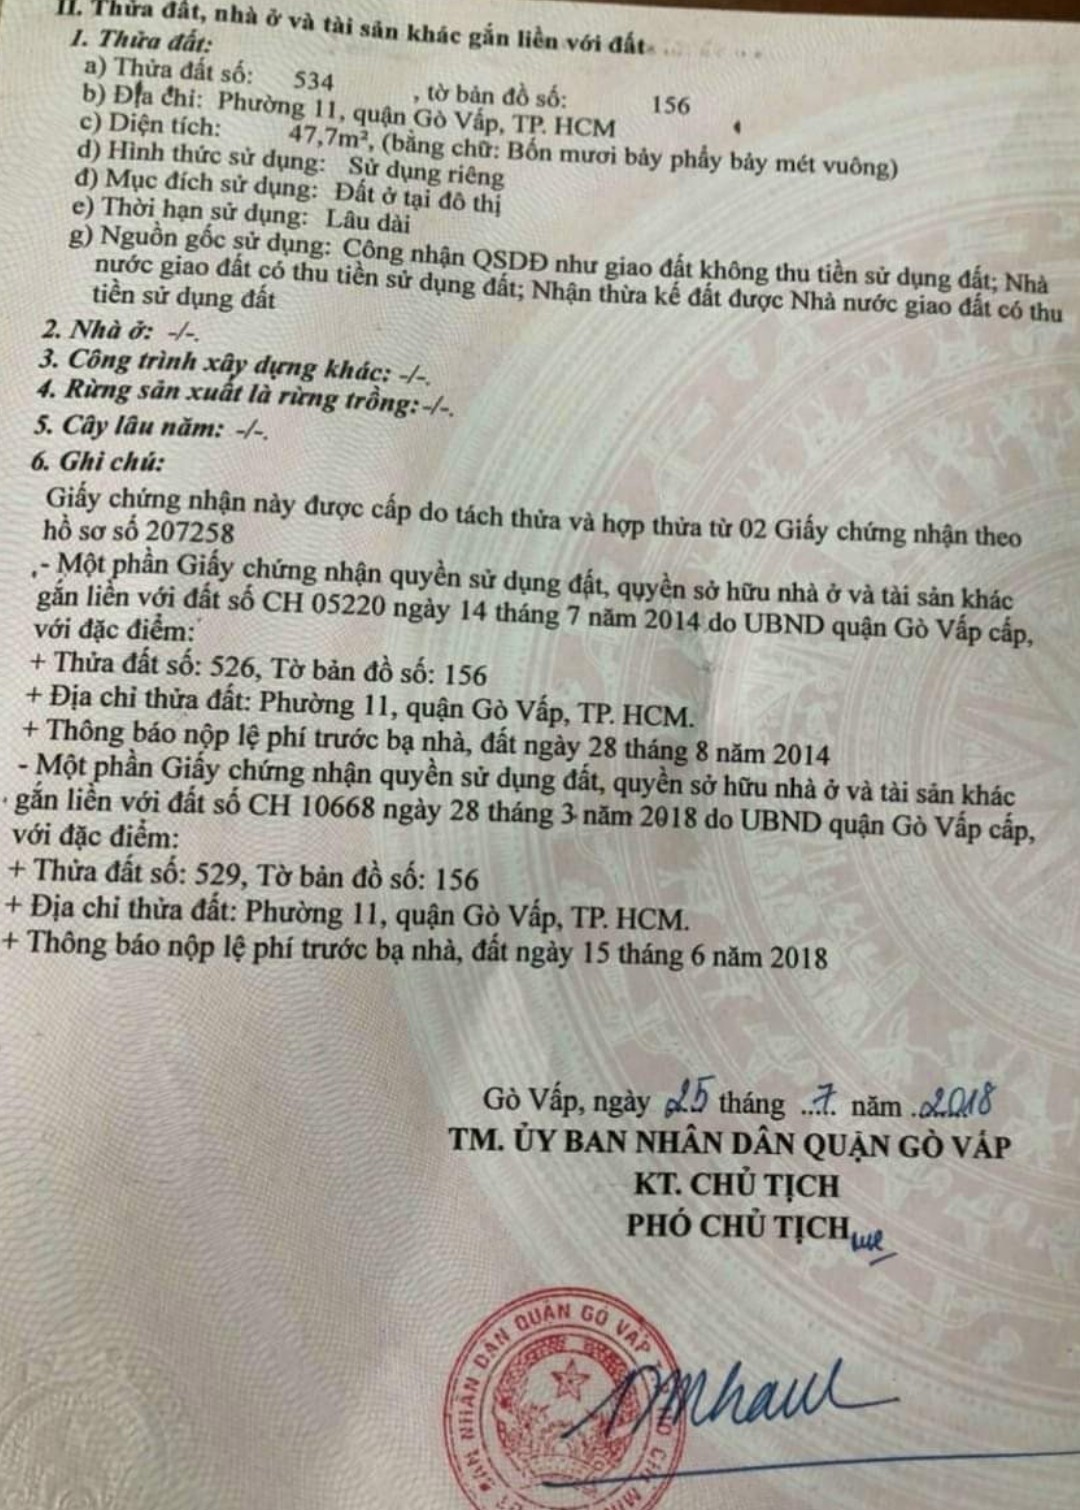 II. Thửa đất, nhà ở và tài sản khác gắn liền với đất
1. Thửa đất:
a) Thửa đất số: 534 , tờ bản đồ số: 156
b) Địa chỉ: Phường 11, quận Gò Vấp, TP. HCM
c) Diện tích: 47,7m², (bằng chữ: Bốn mươi bảy phẩy bảy mét vuông)
d) Hình thức sử dụng: Sử dụng riêng
đ) Mục đích sử dụng: Đất ở tại đô thị
e) Thời hạn sử dụng: Lâu dài
g) Nguồn gốc sử dụng: Công nhận QSDĐ như giao đất không thu tiền sử dụng đất; Nhà
nước giao đất có thu tiền sử dụng đất; Nhận thừa kế đất được Nhà nước giao đất có thu
tiền sử dụng đất
2. Nhà ở: -/-.
3. Công trình xây dựng khác: -/-.
4. Rừng sản xuất là rừng trồng: -/-.
5. Cây lâu năm: -/-.
6. Ghi chú:
Giấy chứng nhận này được cấp do tách thửa và hợp thửa từ 02 Giấy chứng nhận theo
hồ sơ số 207258
- Một phần Giấy chứng nhận quyền sử dụng đất, quyền sở hữu nhà ở và tài sản khác
gắn liền với đất số CH 05220 ngày 14 tháng 7 năm 2014 do UBND quận Gò Vấp cấp,
với đặc điểm:
+ Thửa đất số: 526, Tờ bản đồ số: 156
+ Địa chỉ thửa đất: Phường 11, quận Gò Vấp, TP. HCM.
+ Thông báo nộp lệ phí trước bạ nhà, đất ngày 28 tháng 8 năm 2014
- Một phần Giấy chứng nhận quyền sử dụng đất, quyền sở hữu nhà ở và tài sản khác
gắn liền với đất số CH 10668 ngày 28 tháng 3 năm 2018 do UBND quận Gò Vấp cấp,
với đặc điểm:
+ Thửa đất số: 529, Tờ bản đồ số: 156
+ Địa chỉ thửa đất: Phường 11, quận Gò Vấp, TP. HCM.
+ Thông báo nộp lệ phí trước bạ nhà, đất ngày 15 tháng 6 năm 2018
Gò Vấp, ngày 25 tháng ..7.. năm .2018
TM. ỦY BAN NHÂN DÂN QUẬN GÒ VẤP
KT. CHỦ TỊCH
PHÓ CHỦ TỊCH
BAN NHÂN DÂN QUẬN GÒ VẤP